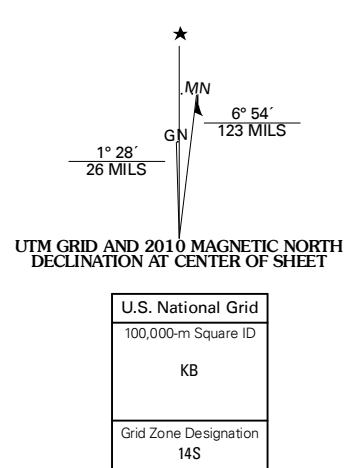 ★
MN
GN
6° 54´
123 MILS
1° 28´
26 MILS
UTM GRID AND 2010 MAGNETIC NORTH
DECLINATION AT CENTER OF SHEET
U.S. National Grid
100,000-m Square ID
KB
Grid Zone Designation
14S